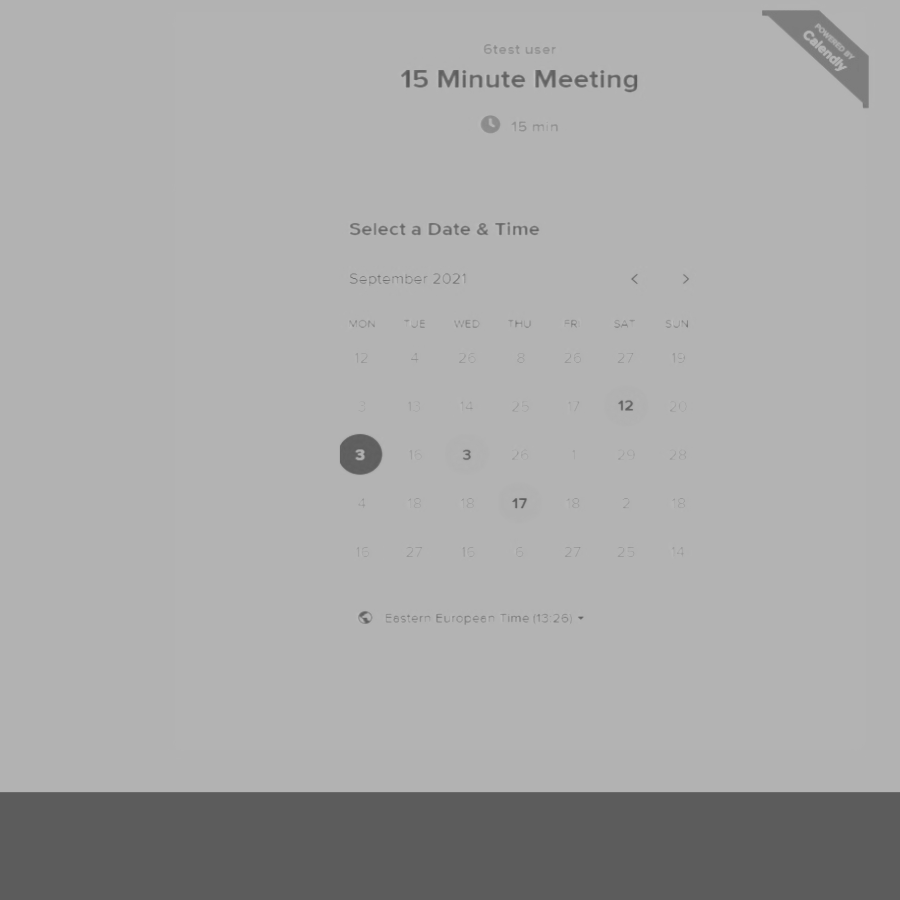 POWERED BY
Calendly
6test user
15 Minute Meeting
15 min
Select a Date & Time
September 2021
MON TUE WED THU FRI SAT SUN
12 4 26 8 26 27 19
3 13 14 25 17 12 20
3 16 3 26 1 29 28
4 18 18 17 18 2 18
16 27 15 6 27 25 14
Eastern European Time (13:26)